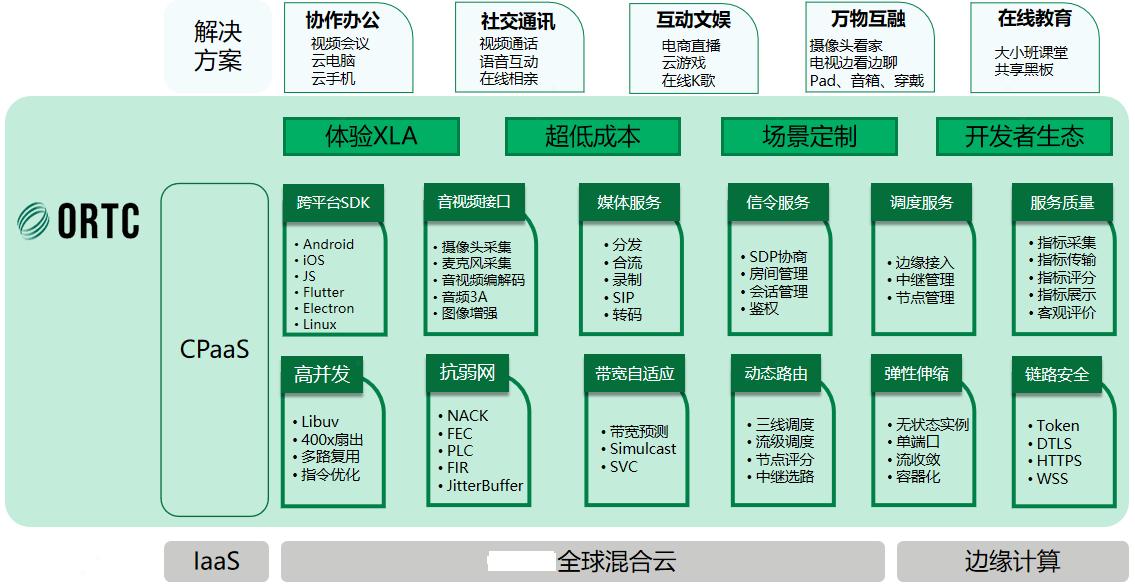 解决
方案
协作办公
视频会议
云电脑
云手机
社交通讯
视频通话
语音互动
在线相亲
互动文娱
电商直播
云游戏
在线K歌
万物互融
摄像头看家
电视边看边聊
Pad、音箱、穿戴
在线教育
大小班课堂
共享黑板
体验XLA
超低成本
场景定制
开发者生态
ORTC
CPaaS
跨平台SDK
• Android
• iOS
• JS
• Flutter
• Electron
• Linux
音视频接口
• 摄像头采集
• 麦克风采集
• 音视频编解码
• 音频3A
• 图像增强
媒体服务
• 分发
• 合流
• 录制
• SIP
• 转码
信令服务
• SDP协商
• 房间管理
• 会话管理
• 鉴权
调度服务
• 边缘接入
• 中继管理
• 节点管理
服务质量
• 指标采集
• 指标传输
• 指标评分
• 指标展示
• 客观评价
高并发
• Libuv
• 400x扇出
• 多路复用
• 指令优化
抗弱网
• NACK
• FEC
• PLC
• FIR
• JitterBuffer
带宽自适应
• 带宽预测
• Simulcast
• SVC
动态路由
• 三线调度
• 流级调度
• 节点评分
• 中继选路
弹性伸缩
• 无状态实例
• 单端口
• 流收敛
• 容器化
链路安全
• Token
• DTLS
• HTTPS
• WSS
IaaS
全球混合云
边缘计算